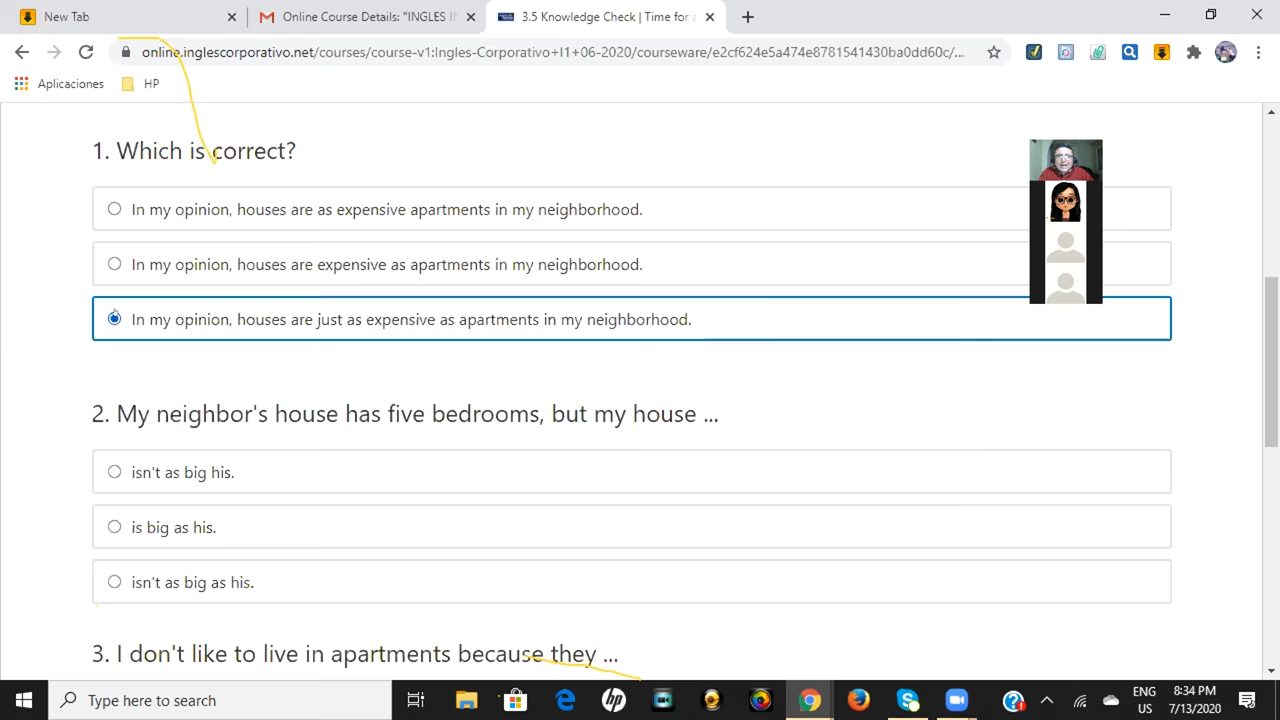 New Tab
Online Course Details: "INGLES I
3.5 Knowledge Check | Time for a
online.inglescorporativo.net/courses/course-v1:Ingles-Corporativo+I1+06-2020/courseware/e2cf624e5a474e8781541430ba0dd60c/...
Aplicaciones
HP
1. Which is correct?
In my opinion, houses are as expensive apartments in my neighborhood.
In my opinion, houses are expensive as apartments in my neighborhood.
In my opinion, houses are just as expensive as apartments in my neighborhood.
2. My neighbor's house has five bedrooms, but my house ...
isn't as big his.
is big as his.
isn't as big as his.
3. I don't like to live in apartments because they ...
Type here to search
ENG
US
8:34 PM
7/13/2020